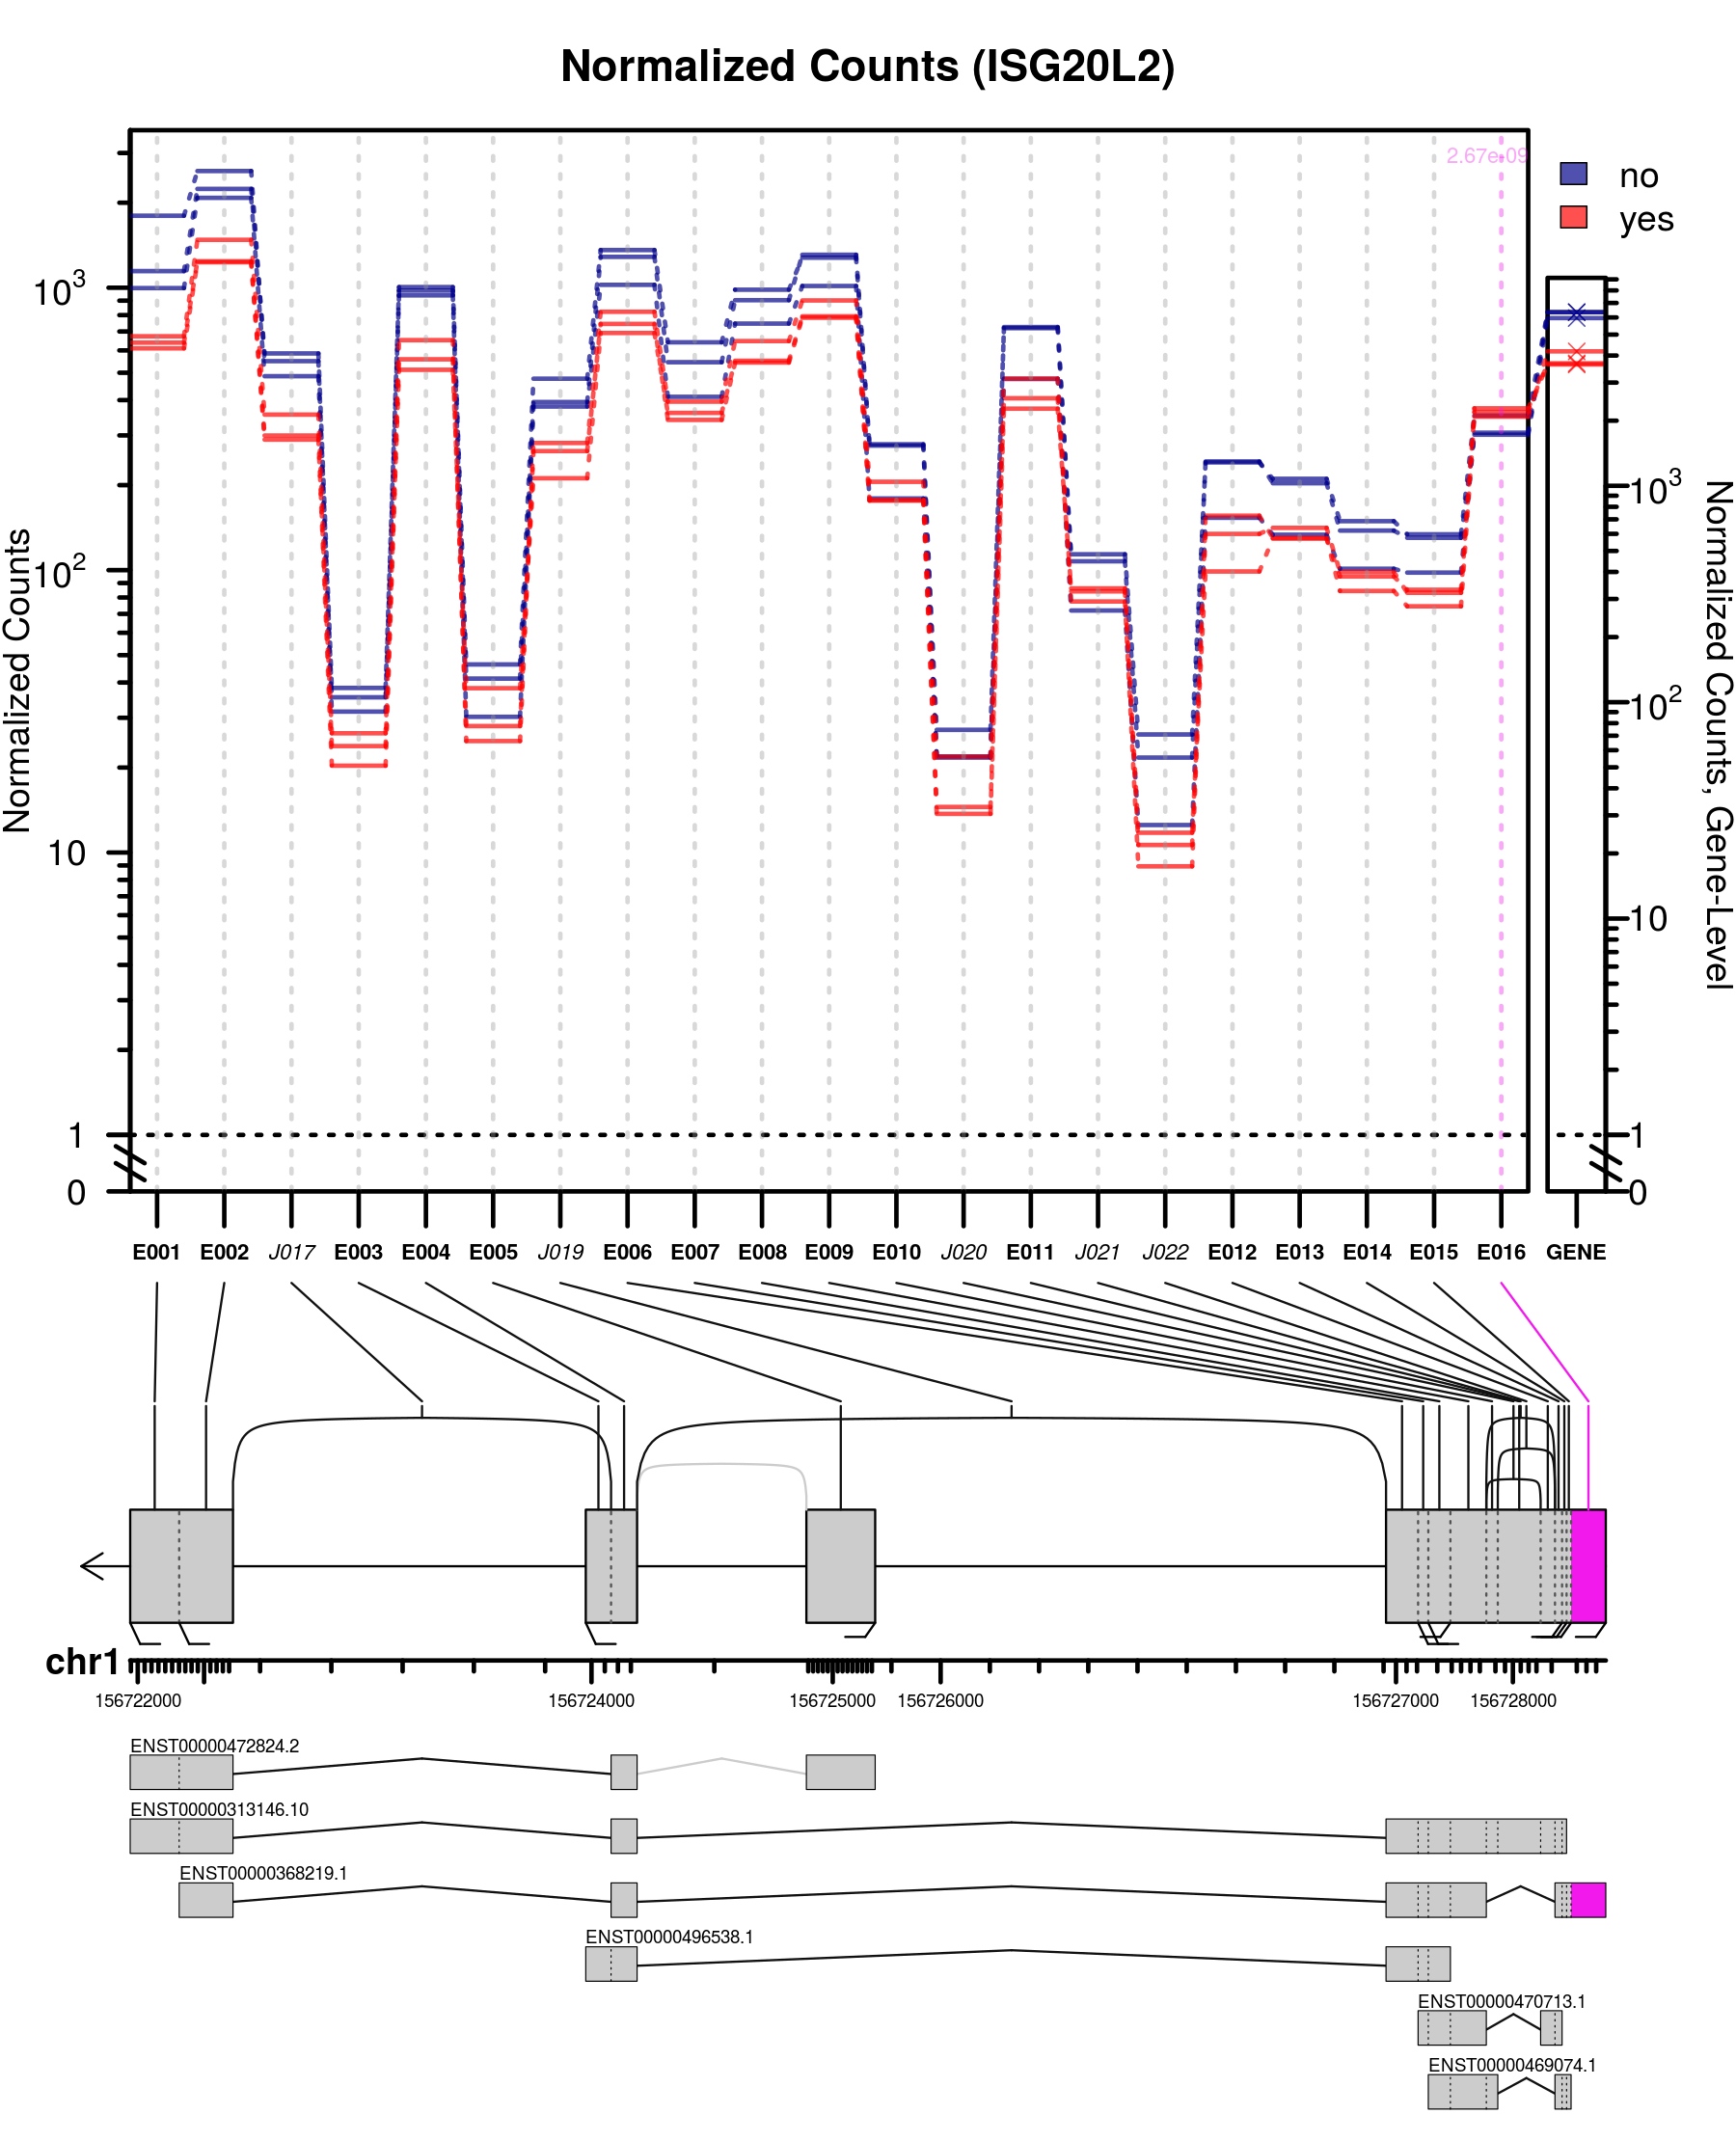 Normalized Counts (ISG20L2)
2.67e-09
no
yes
10^3
10^2
10
1
0
Normalized Counts
10^3
10^2
10
1
0
Normalized Counts, Gene-Level
E001 E002 J017 E003 E004 E005 J019 E006 E007 E008 E009 E010 J020 E011 J021 J022 E012 E013 E014 E015 E016 GENE
chr1
156722000 156724000 156725000 156726000 156727000 156728000
ENST00000472824.2
ENST00000313146.10
ENST00000368219.1
ENST00000496538.1
ENST00000470713.1
ENST00000469074.1